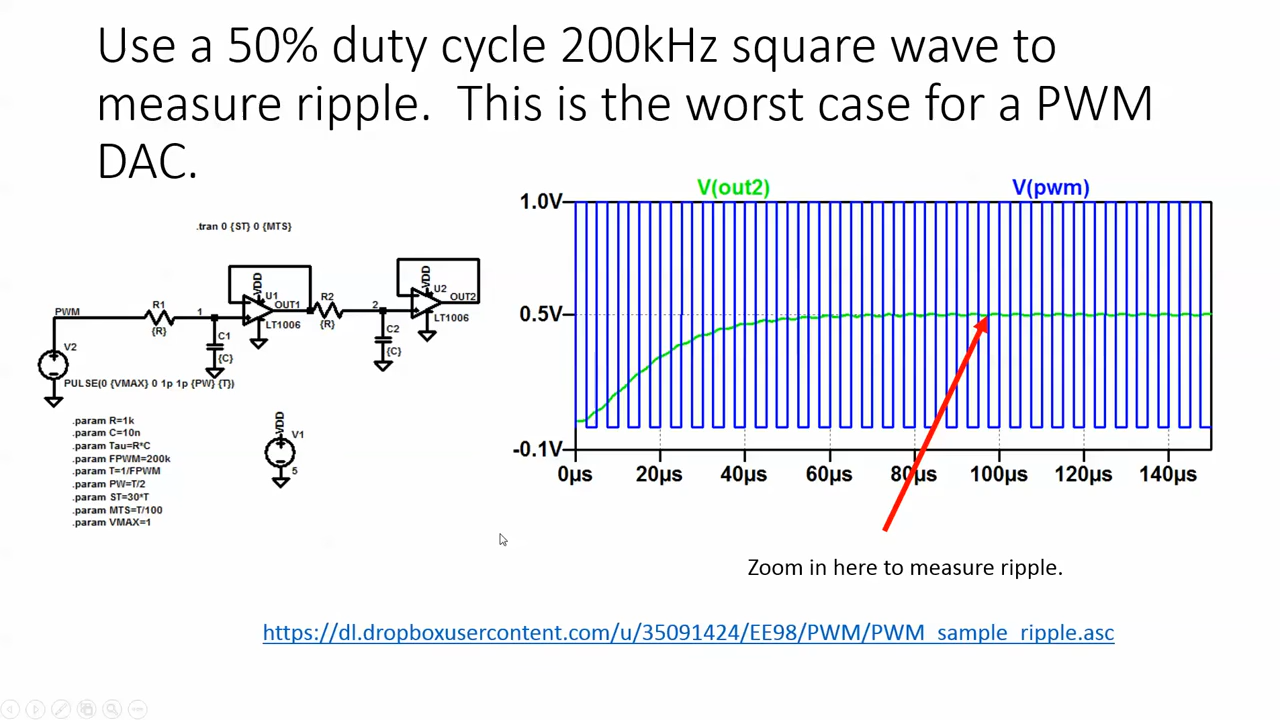 Use a 50% duty cycle 200kHz square wave to
measure ripple.  This is the worst case for a PWM
DAC.
.tran 0 {ST} 0 {MTS}
PWM
R1
{R}
1
C1
{C}
VDD
U1
OUT1
LT1006
R2
{R}
2
C2
{C}
VDD
U2
OUT2
LT1006
V2
PULSE(0 {VMAX} 0 1p 1p {PW} {T})
.param R=1k
.param C=10n
.param Tau=R*C
.param FPWM=200k
.param T=1/FPWM
.param PW=T/2
.param ST=30*T
.param MTS=T/100
.param VMAX=1
VDD
V1
5
V(out2)
V(pwm)
1.0V
0.5V
-0.1V
0µs 20µs 40µs 60µs 80µs 100µs 120µs 140µs
Zoom in here to measure ripple.
https://dl.dropboxusercontent.com/u/35091424/EE98/PWM/PWM_sample_ripple.asc